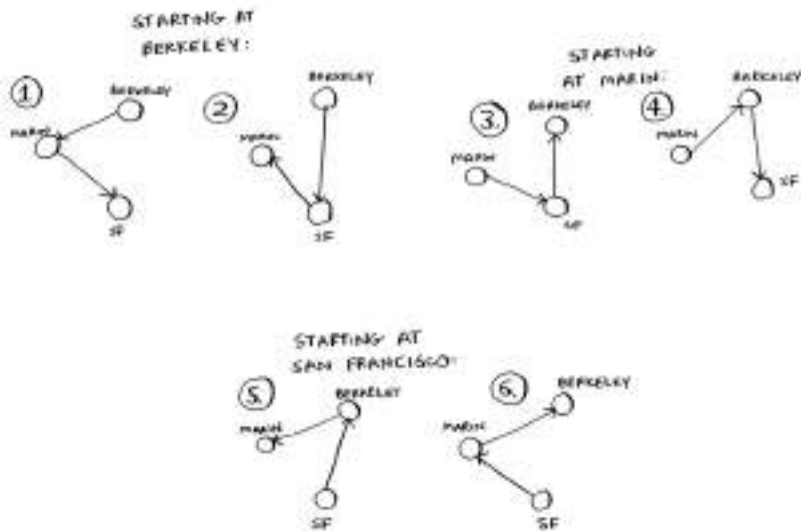 STARTING AT
BERKELEY:
1
BERKELEY
MARIN
SF
2
BERKELEY
MARIN
SF
STARTING
AT MARIN:
3.
BERKELEY
MARIN
SF
4.
BERKELEY
MARIN
SF
STARTING AT
SAN FRANCISCO:
5.
BERKELEY
MARIN
SF
6.
BERKELEY
MARIN
SF